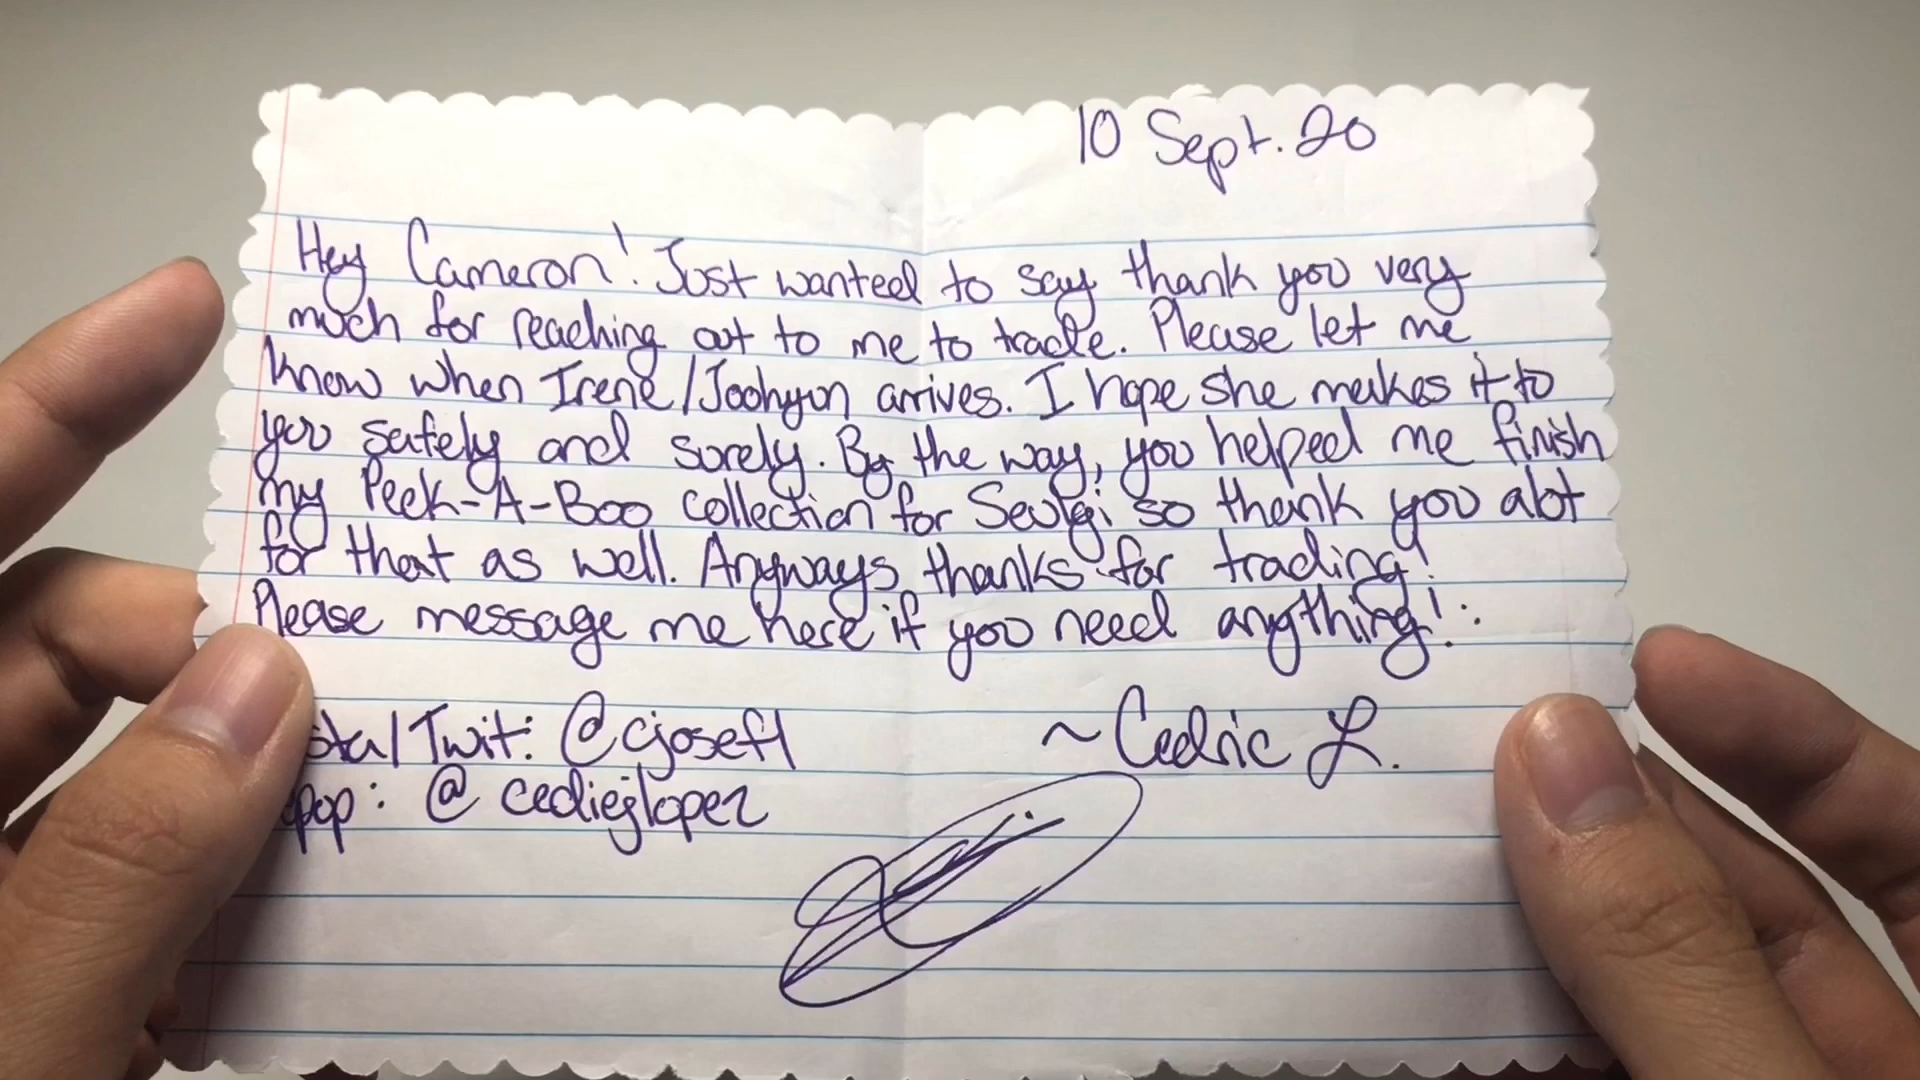 10 Sept. 20
Hey Cameron! Just wanted to say thank you very
much for reaching out to me to trade. Please let me
know when Irene/Joohyun arrives. I hope she makes it to
you safely and surely. By the way, you helped me finish
my Peek-A-Boo collection for Seulgi so thank you alot
for that as well. Anyways, thanks for trading!
Please message me here if you need anything! :
sta/Twit: @cjosefl
~Cedric L.
epop: @cediejlopez